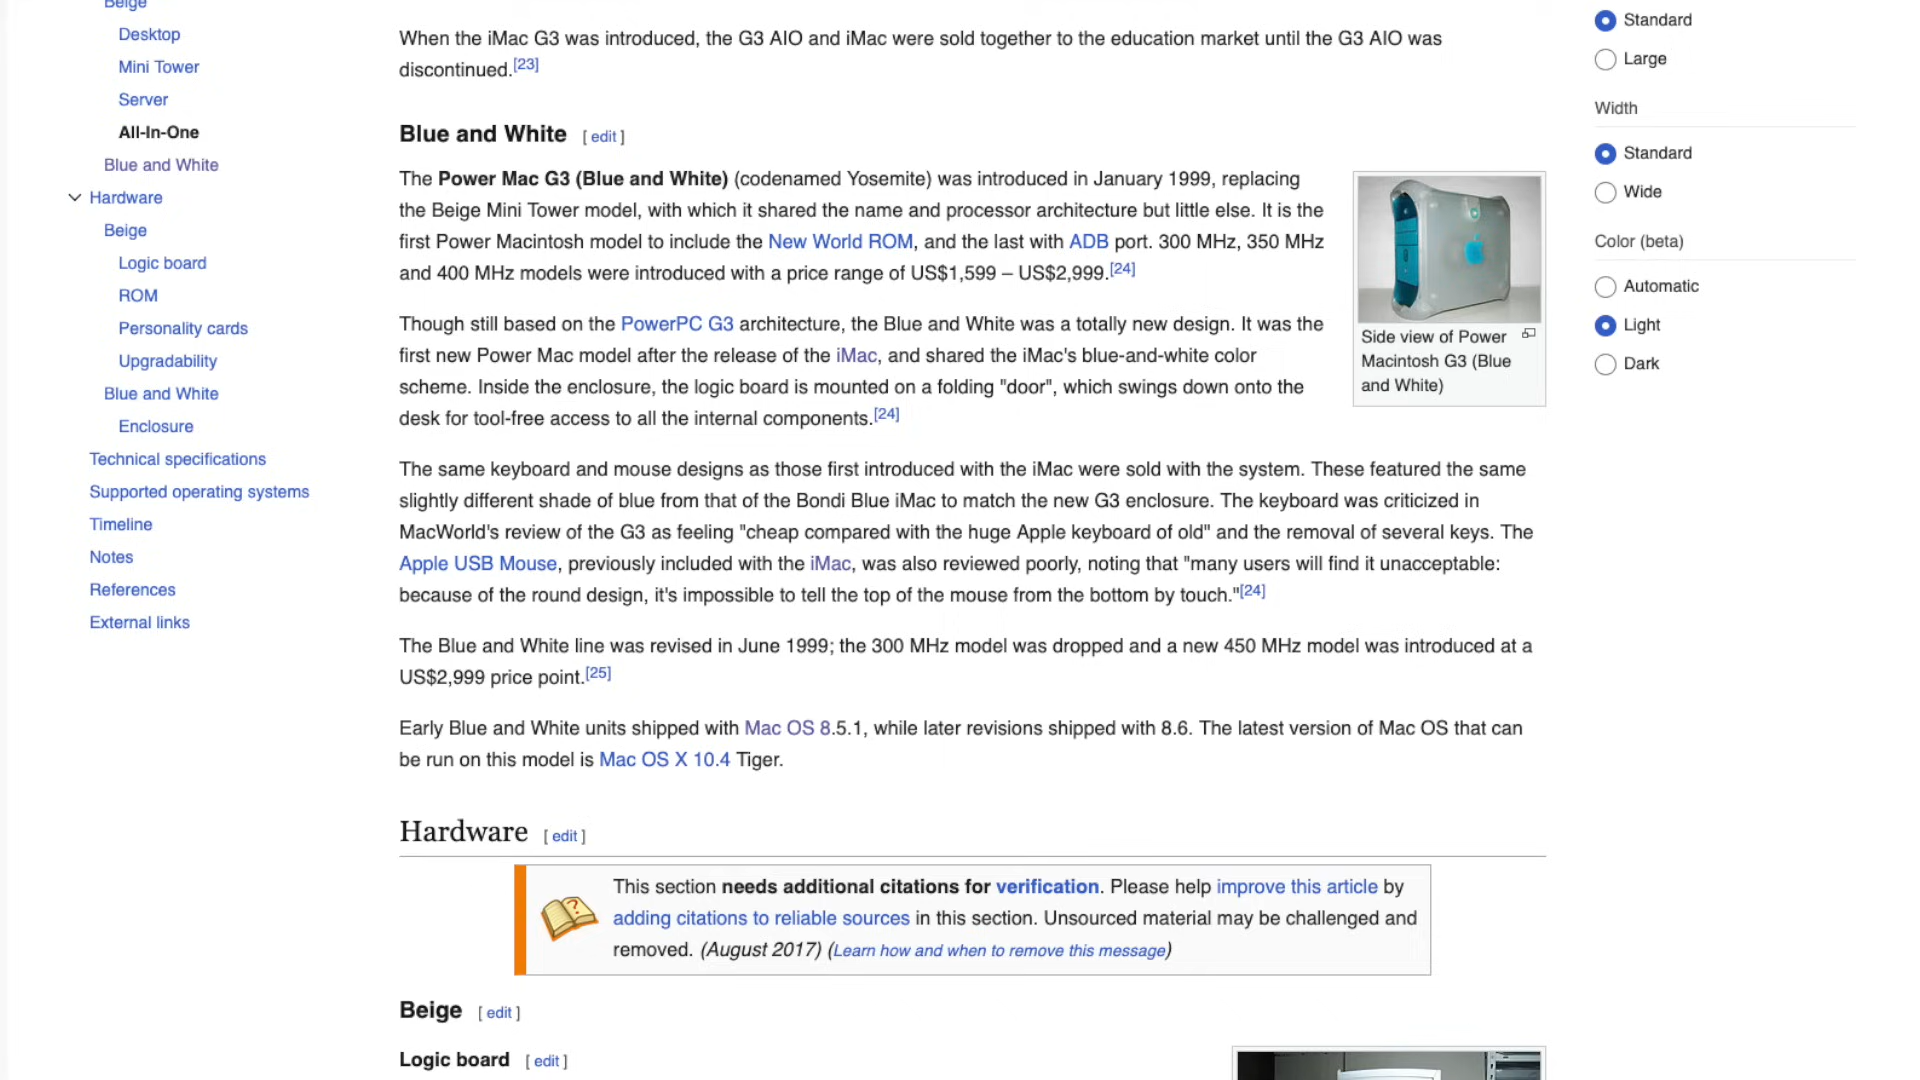 Beige
Desktop
Mini Tower
Server
All-In-One
Blue and White
Hardware
Beige
Logic board
ROM
Personality cards
Upgradability
Blue and White
Enclosure
Technical specifications
Supported operating systems
Timeline
Notes
References
External links
When the iMac G3 was introduced, the G3 AIO and iMac were sold together to the education market until the G3 AIO was
discontinued.[23]
Blue and White [ edit ]
The Power Mac G3 (Blue and White) (codenamed Yosemite) was introduced in January 1999, replacing
the Beige Mini Tower model, with which it shared the name and processor architecture but little else. It is the
first Power Macintosh model to include the New World ROM, and the last with ADB port. 300 MHz, 350 MHz
and 400 MHz models were introduced with a price range of US$1,599 – US$2,999.[24]
Though still based on the PowerPC G3 architecture, the Blue and White was a totally new design. It was the
first new Power Mac model after the release of the iMac, and shared the iMac's blue-and-white color
scheme. Inside the enclosure, the logic board is mounted on a folding "door", which swings down onto the
desk for tool-free access to all the internal components.[24]
Side view of Power
Macintosh G3 (Blue
and White)
The same keyboard and mouse designs as those first introduced with the iMac were sold with the system. These featured the same
slightly different shade of blue from that of the Bondi Blue iMac to match the new G3 enclosure. The keyboard was criticized in
MacWorld's review of the G3 as feeling "cheap compared with the huge Apple keyboard of old" and the removal of several keys. The
Apple USB Mouse, previously included with the iMac, was also reviewed poorly, noting that "many users will find it unacceptable:
because of the round design, it's impossible to tell the top of the mouse from the bottom by touch."[24]
The Blue and White line was revised in June 1999; the 300 MHz model was dropped and a new 450 MHz model was introduced at a
US$2,999 price point.[25]
Early Blue and White units shipped with Mac OS 8.5.1, while later revisions shipped with 8.6. The latest version of Mac OS that can
be run on this model is Mac OS X 10.4 Tiger.
Hardware [ edit ]
This section needs additional citations for verification. Please help improve this article by
adding citations to reliable sources in this section. Unsourced material may be challenged and
removed. (August 2017) (Learn how and when to remove this message)
Beige [ edit ]
Logic board [ edit ]
Standard
Large
Width
Standard
Wide
Color (beta)
Automatic
Light
Dark